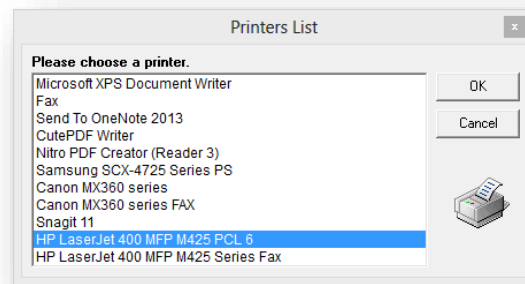 Printers List
x
Please choose a printer.
Microsoft XPS Document Writer
Fax
Send To OneNote 2013
CutePDF Writer
Nitro PDF Creator (Reader 3)
Samsung SCX-4725 Series PS
Canon MX360 series
Canon MX360 series FAX
Snagit 11
HP LaserJet 400 MFP M425 PCL 6
HP LaserJet 400 MFP M425 Series Fax
OK
Cancel